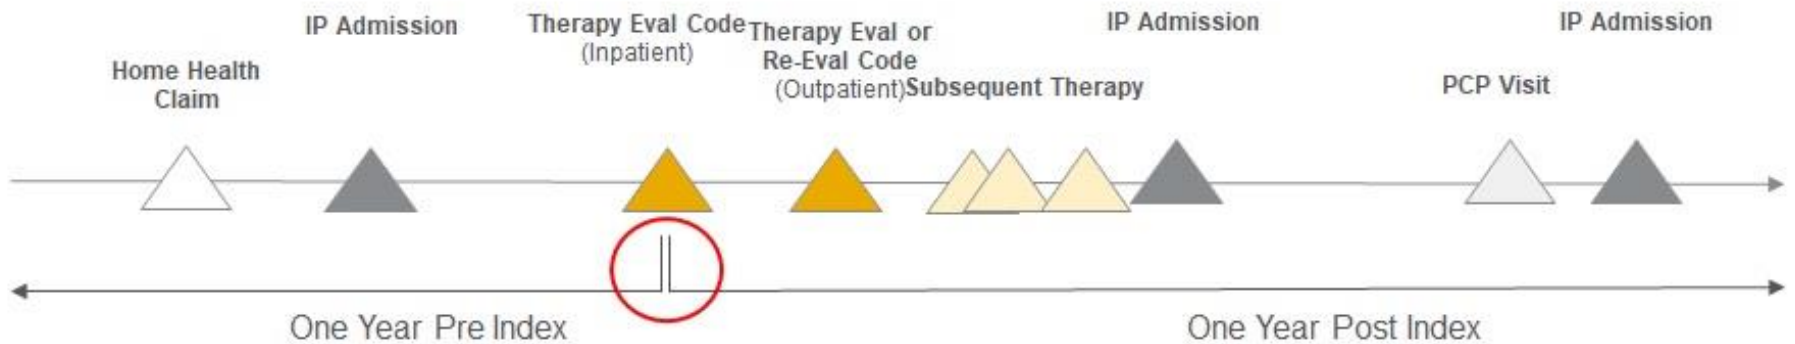 Home Health
Claim
IP Admission
Therapy Eval Code
(Inpatient)
Therapy Eval or
Re-Eval Code
(Outpatient)
Subsequent Therapy
IP Admission
PCP Visit
IP Admission
One Year Pre Index
One Year Post Index